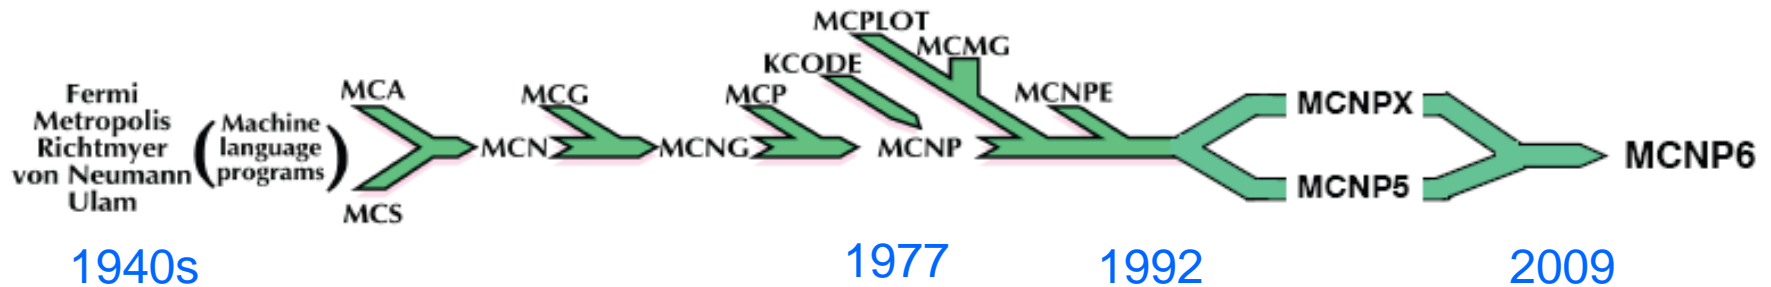 MCPLOT
MCMG
KCODE
Fermi
Metropolis
Richtmyer
von Neumann
Ulam
(Machine
language
programs)
MCA
MCS
MCN
MCG
MCNG
MCP
MCNP
MCNPE
MCNPX
MCNP5
MCNP6
1940s
1977
1992
2009